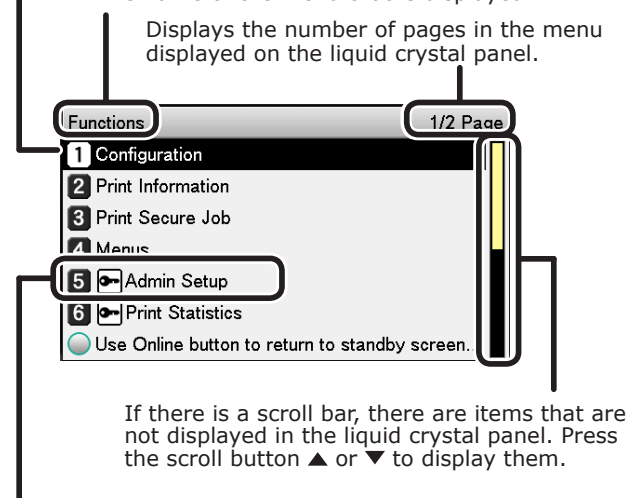 Displays the number of pages in the menu
displayed on the liquid crystal panel.
Functions 1/2 Page
1 Configuration
2 Print Information
3 Print Secure Job
4 Menus
5 Admin Setup
6 Print Statistics
Use Online button to return to standby screen..
If there is a scroll bar, there are items that are
not displayed in the liquid crystal panel. Press
the scroll button ▲ or ▼ to display them.